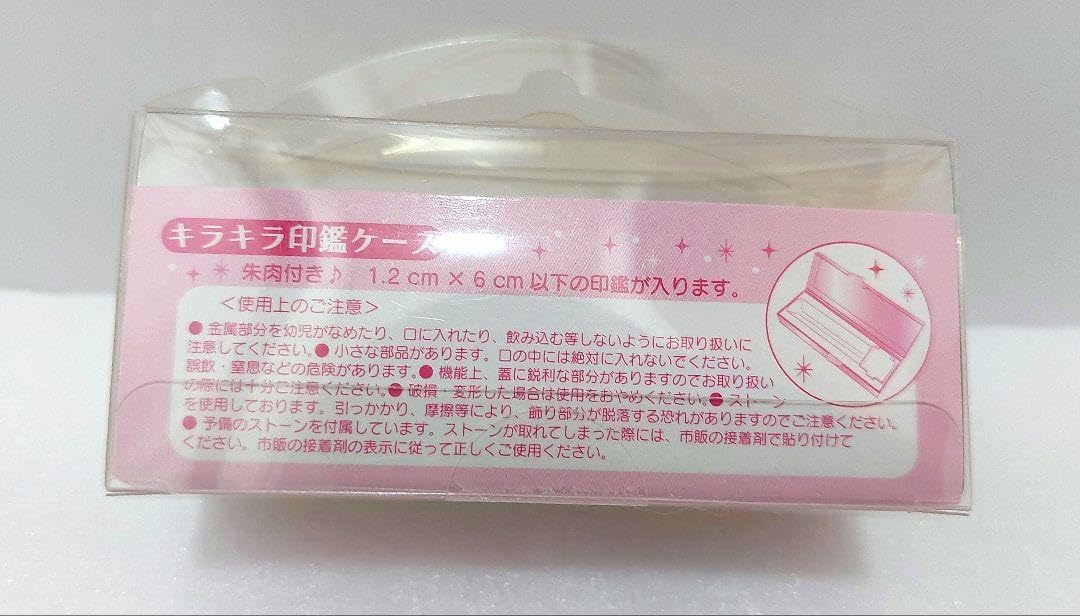 キラキラ印鑑ケース
朱肉付き♪ 1.2 cm × 6 cm 以下の印鑑が入ります。
＜使用上のご注意＞
●金属部分を幼児がなめたり、口に入れたり、飲み込む等しないようにお取り扱いに
注意してください。●小さな部品があります。口の中には絶対に入れないでください。
誤飲・窒息などの危険があります。●機能上、蓋に鋭利な部分がありますのでお取り扱い
の際には十分ご注意ください。●破損・変形した場合は使用をおやめください。●ストーン
を使用しております。引っかかり、摩擦等により、飾り部分が脱落する恐れがありますのでご注意ください。
●予備のストーンを付属しています。ストーンが取れてしまった際には、市販の接着剤で貼り付けて
ください。市販の接着剤の表示に従って正しくご使用ください。